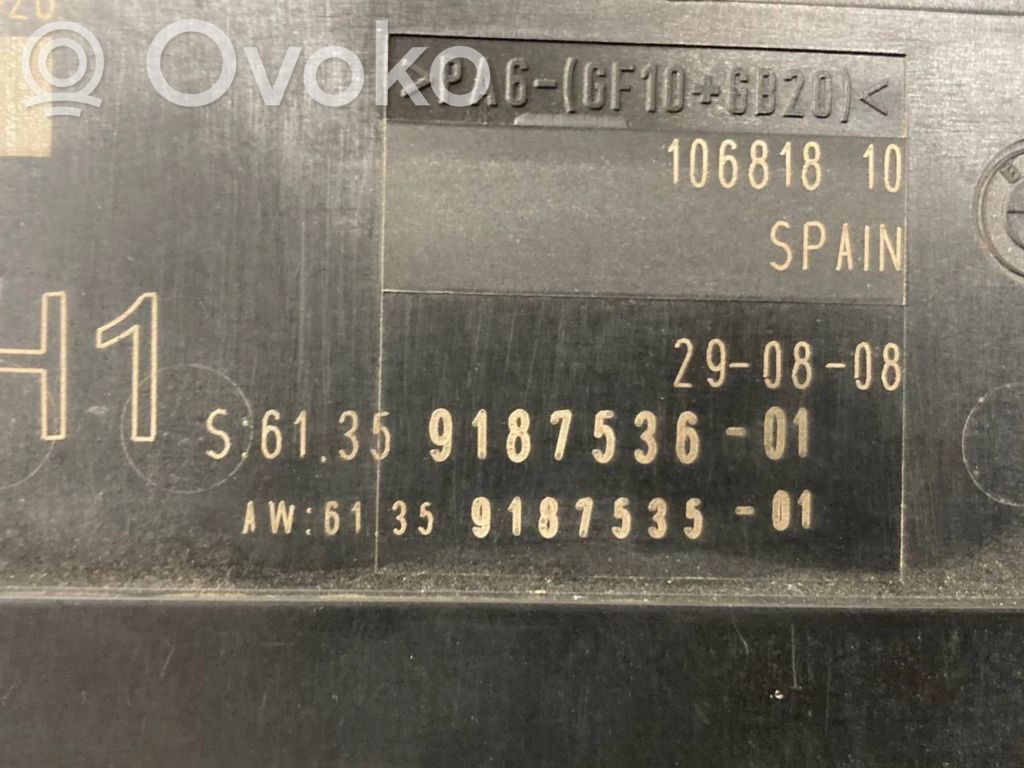 Ovoko
>PA6-(GF10+GB20)<
106818 10
SPAIN
29-08-08
H1
S:61.35 9187536-01
AW:61 35 9187535-01